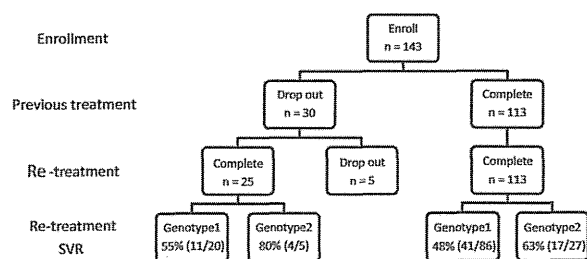 Enrollment
Enroll
n = 143
Previous treatment
Drop out
n = 30
Complete
n = 113
Re-treatment
Complete
n = 25
Drop out
n = 5
Complete
n = 113
Re-treatment
SVR
Genotype1
55% (11/20)
Genotype2
80% (4/5)
Genotype1
48% (41/86)
Genotype2
63% (17/27)